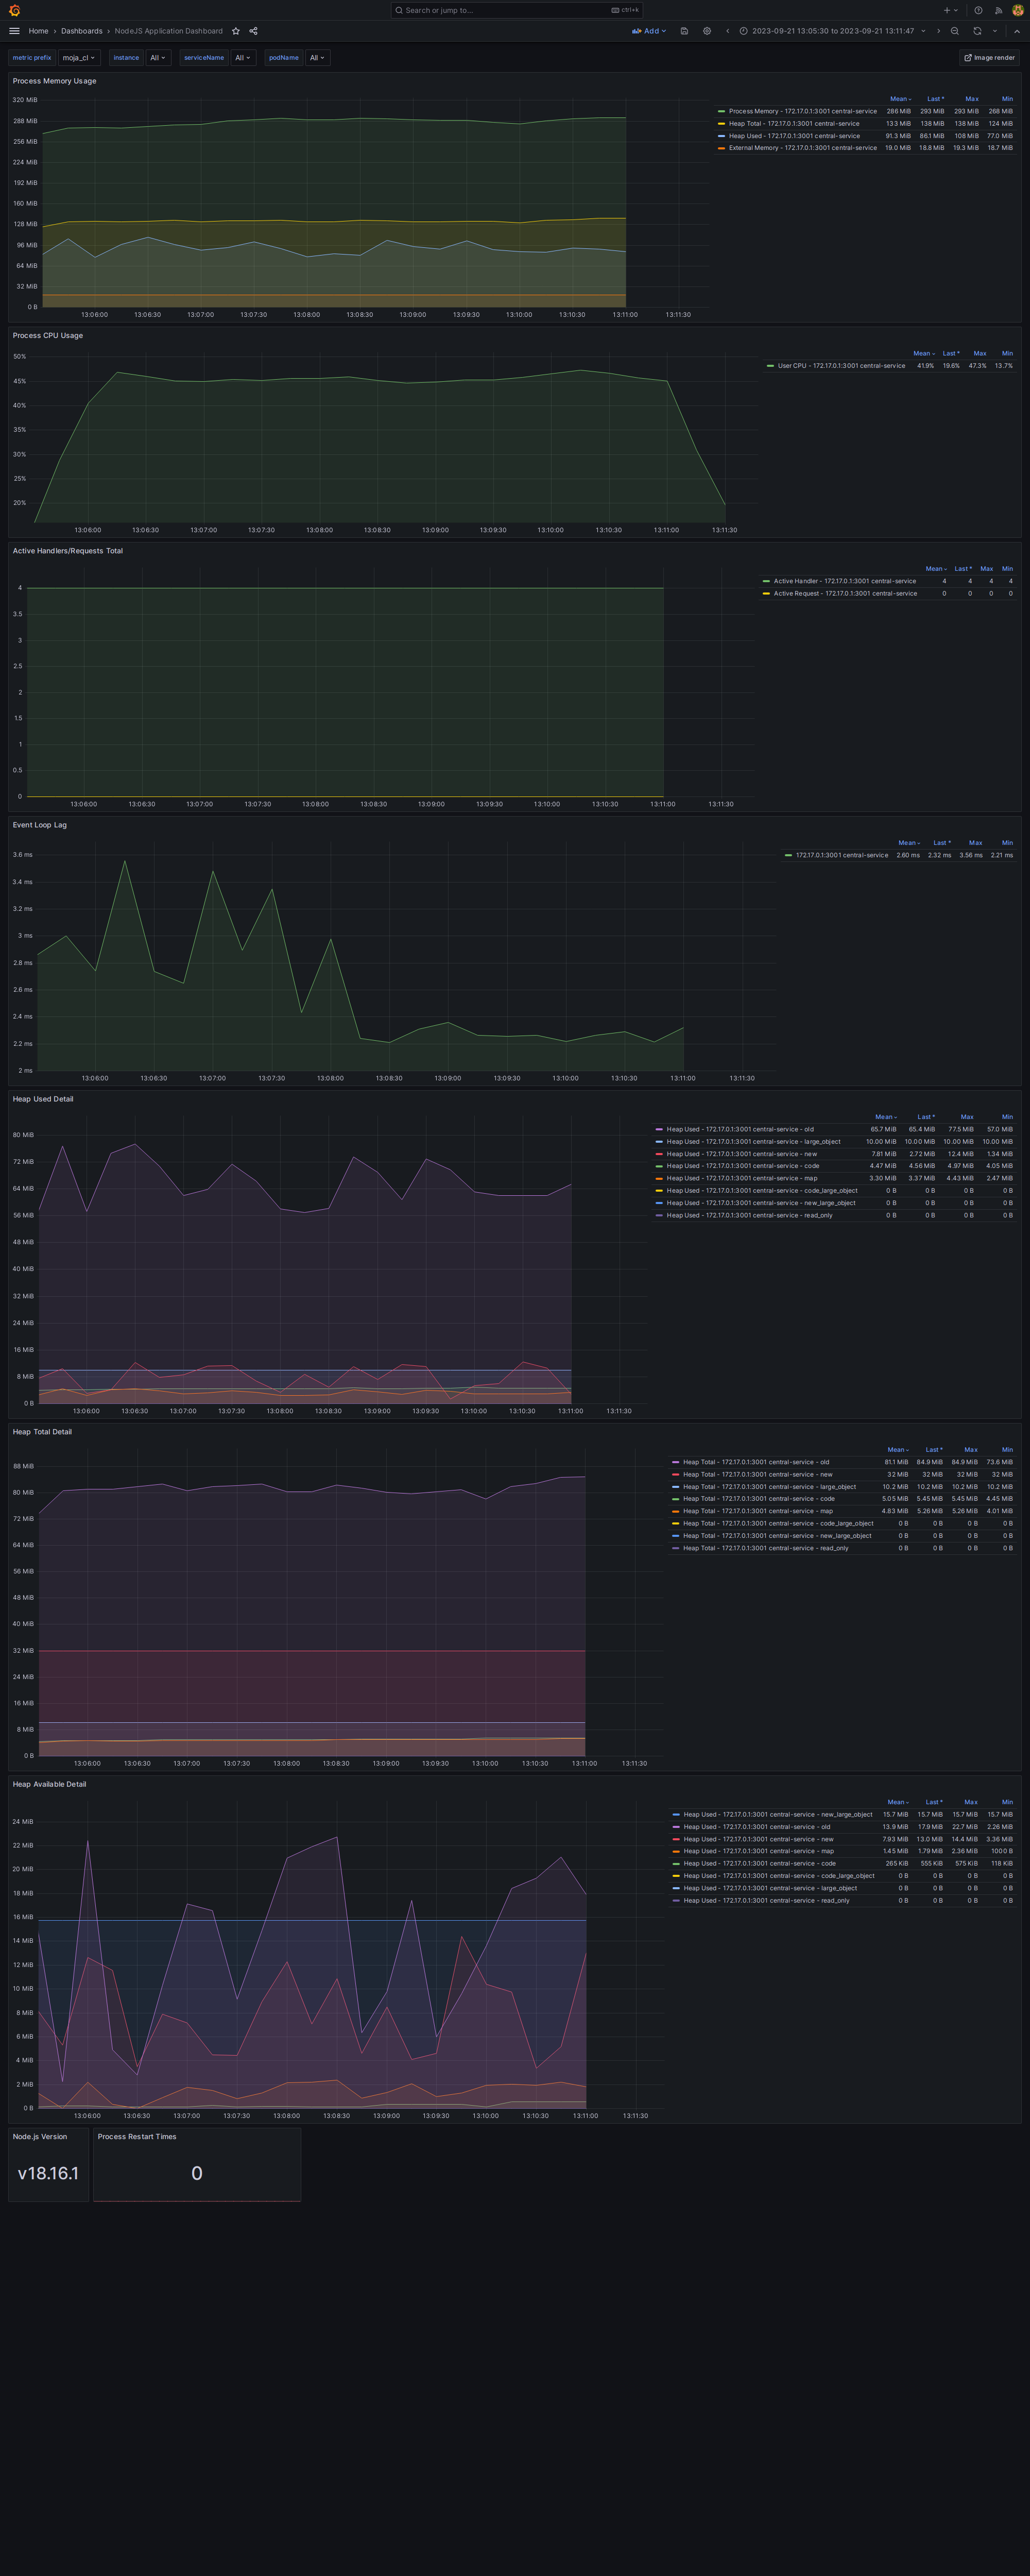 Search or jump to... ctrl+k
Home › Dashboards › NodeJS Application Dashboard Add 2023-09-21 13:05:30 to 2023-09-21 13:11:47
metric prefix moja_cl instance All serviceName All podName All Image render
Process Memory Usage
Mean Last * Max Min
Process Memory - 172.17.0.1:3001 central-service 286 MiB 293 MiB 293 MiB 268 MiB
Heap Total - 172.17.0.1:3001 central-service 133 MiB 138 MiB 138 MiB 124 MiB
Heap Used - 172.17.0.1:3001 central-service 91.3 MiB 86.1 MiB 108 MiB 77.0 MiB
External Memory - 172.17.0.1:3001 central-service 19.0 MiB 18.8 MiB 19.3 MiB 18.7 MiB
320 MiB
288 MiB
256 MiB
224 MiB
192 MiB
160 MiB
128 MiB
96 MiB
64 MiB
32 MiB
0 B
13:06:00 13:06:30 13:07:00 13:07:30 13:08:00 13:08:30 13:09:00 13:09:30 13:10:00 13:10:30 13:11:00 13:11:30
Process CPU Usage
Mean Last * Max Min
User CPU - 172.17.0.1:3001 central-service 41.9% 19.6% 47.3% 13.7%
50%
45%
40%
35%
30%
25%
20%
13:06:00 13:06:30 13:07:00 13:07:30 13:08:00 13:08:30 13:09:00 13:09:30 13:10:00 13:10:30 13:11:00 13:11:30
Active Handlers/Requests Total
Mean Last * Max Min
Active Handler - 172.17.0.1:3001 central-service 4 4 4 4
Active Request - 172.17.0.1:3001 central-service 0 0 0 0
4
3.5
3
2.5
2
1.5
1
0.5
0
13:06:00 13:06:30 13:07:00 13:07:30 13:08:00 13:08:30 13:09:00 13:09:30 13:10:00 13:10:30 13:11:00 13:11:30
Event Loop Lag
Mean Last * Max Min
172.17.0.1:3001 central-service 2.60 ms 2.32 ms 3.56 ms 2.21 ms
3.6 ms
3.4 ms
3.2 ms
3 ms
2.8 ms
2.6 ms
2.4 ms
2.2 ms
2 ms
13:06:00 13:06:30 13:07:00 13:07:30 13:08:00 13:08:30 13:09:00 13:09:30 13:10:00 13:10:30 13:11:00 13:11:30
Heap Used Detail
Mean Last * Max Min
Heap Used - 172.17.0.1:3001 central-service - old 65.7 MiB 65.4 MiB 77.5 MiB 57.0 MiB
Heap Used - 172.17.0.1:3001 central-service - large_object 10.00 MiB 10.00 MiB 10.00 MiB 10.00 MiB
Heap Used - 172.17.0.1:3001 central-service - new 7.81 MiB 2.72 MiB 12.4 MiB 1.34 MiB
Heap Used - 172.17.0.1:3001 central-service - code 4.47 MiB 4.56 MiB 4.97 MiB 4.05 MiB
Heap Used - 172.17.0.1:3001 central-service - map 3.30 MiB 3.37 MiB 4.43 MiB 2.47 MiB
Heap Used - 172.17.0.1:3001 central-service - code_large_object 0 B 0 B 0 B 0 B
Heap Used - 172.17.0.1:3001 central-service - new_large_object 0 B 0 B 0 B 0 B
Heap Used - 172.17.0.1:3001 central-service - read_only 0 B 0 B 0 B 0 B
80 MiB
72 MiB
64 MiB
56 MiB
48 MiB
40 MiB
32 MiB
24 MiB
16 MiB
8 MiB
0 B
13:06:00 13:06:30 13:07:00 13:07:30 13:08:00 13:08:30 13:09:00 13:09:30 13:10:00 13:10:30 13:11:00 13:11:30
Heap Total Detail
Mean Last * Max Min
Heap Total - 172.17.0.1:3001 central-service - old 81.1 MiB 84.9 MiB 84.9 MiB 73.6 MiB
Heap Total - 172.17.0.1:3001 central-service - new 32 MiB 32 MiB 32 MiB 32 MiB
Heap Total - 172.17.0.1:3001 central-service - large_object 10.2 MiB 10.2 MiB 10.2 MiB 10.2 MiB
Heap Total - 172.17.0.1:3001 central-service - code 5.05 MiB 5.45 MiB 5.45 MiB 4.45 MiB
Heap Total - 172.17.0.1:3001 central-service - map 4.83 MiB 5.26 MiB 5.26 MiB 4.01 MiB
Heap Total - 172.17.0.1:3001 central-service - code_large_object 0 B 0 B 0 B 0 B
Heap Total - 172.17.0.1:3001 central-service - new_large_object 0 B 0 B 0 B 0 B
Heap Total - 172.17.0.1:3001 central-service - read_only 0 B 0 B 0 B 0 B
88 MiB
80 MiB
72 MiB
64 MiB
56 MiB
48 MiB
40 MiB
32 MiB
24 MiB
16 MiB
8 MiB
0 B
13:06:00 13:06:30 13:07:00 13:07:30 13:08:00 13:08:30 13:09:00 13:09:30 13:10:00 13:10:30 13:11:00 13:11:30
Heap Available Detail
Mean Last * Max Min
Heap Used - 172.17.0.1:3001 central-service - new_large_object 15.7 MiB 15.7 MiB 15.7 MiB 15.7 MiB
Heap Used - 172.17.0.1:3001 central-service - old 13.9 MiB 17.9 MiB 22.7 MiB 2.26 MiB
Heap Used - 172.17.0.1:3001 central-service - new 7.93 MiB 13.0 MiB 14.4 MiB 3.36 MiB
Heap Used - 172.17.0.1:3001 central-service - map 1.45 MiB 1.79 MiB 2.36 MiB 1000 B
Heap Used - 172.17.0.1:3001 central-service - code 265 KiB 555 KiB 575 KiB 118 KiB
Heap Used - 172.17.0.1:3001 central-service - code_large_object 0 B 0 B 0 B 0 B
Heap Used - 172.17.0.1:3001 central-service - large_object 0 B 0 B 0 B 0 B
Heap Used - 172.17.0.1:3001 central-service - read_only 0 B 0 B 0 B 0 B
24 MiB
22 MiB
20 MiB
18 MiB
16 MiB
14 MiB
12 MiB
10 MiB
8 MiB
6 MiB
4 MiB
2 MiB
0 B
13:06:00 13:06:30 13:07:00 13:07:30 13:08:00 13:08:30 13:09:00 13:09:30 13:10:00 13:10:30 13:11:00 13:11:30
Node.js Version Process Restart Times
v18.16.1 0